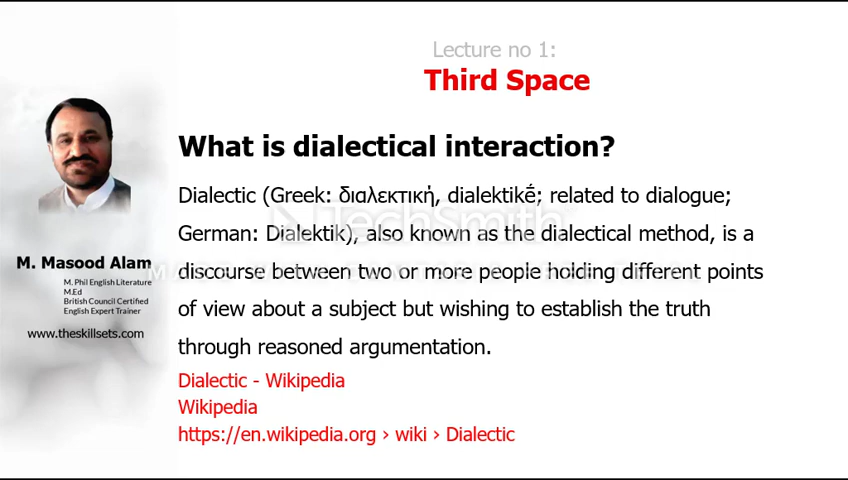 Lecture no 1:
Third Space
What is dialectical interaction?
Dialectic (Greek: διαλεκτική, dialektikḗ; related to dialogue;
German: Dialektik), also known as the dialectical method, is a
discourse between two or more people holding different points
of view about a subject but wishing to establish the truth
through reasoned argumentation.
Dialectic - Wikipedia
Wikipedia
https://en.wikipedia.org › wiki › Dialectic
M. Masood Alam
M. Phil English Literature
M.Ed
British Council Certified
English Expert Trainer
www.theskillsets.com
TechSmith